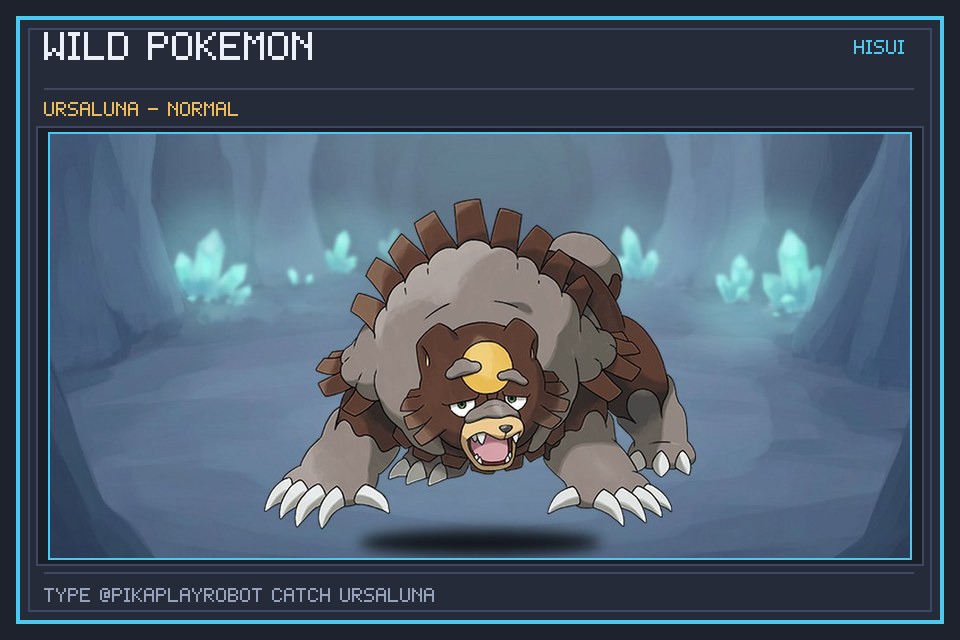 WILD POKEMON
HISUI
URSALUNA - NORMAL
TYPE @PIKAPLAYROBOT CATCH URSALUNA